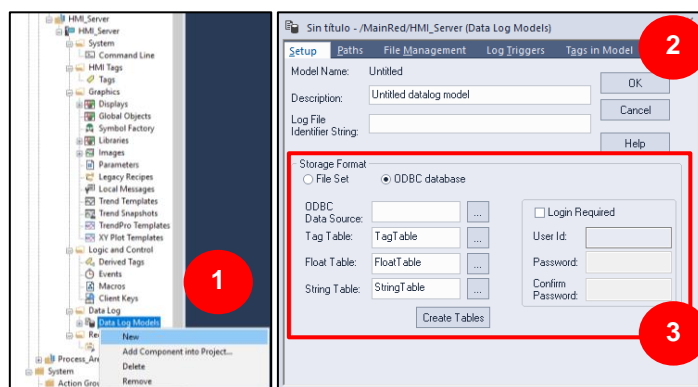 HMI_Server
HMI_Server
System
Command Line
HMI Tags
Tags
Graphics
Displays
Global Objects
Symbol Factory
Libraries
Images
Parameters
Legacy Recipes
Local Messages
Trend Templates
Trend Snapshots
TrendPro Templates
XY Plot Templates
Logic and Control
Derived Tags
Events
Macros
Client Keys
Data Log
Data Log Models
New
Add Component into Project...
Delete
Remove
System
1
Sin título - /MainRed/HMI_Server (Data Log Models)
Setup Paths File Management Log Triggers Tags in Model
2
Model Name: Untitled
OK
Description: Untitled datalog model
Cancel
Log File
Identifier String:
Help
Storage Format
File Set ODBC database
ODBC
Data Source: ...
Login Required
Tag Table: TagTable ... User Id:
Float Table: FloatTable ... Password:
String Table: StringTable ... Confirm
Password:
Create Tables
3